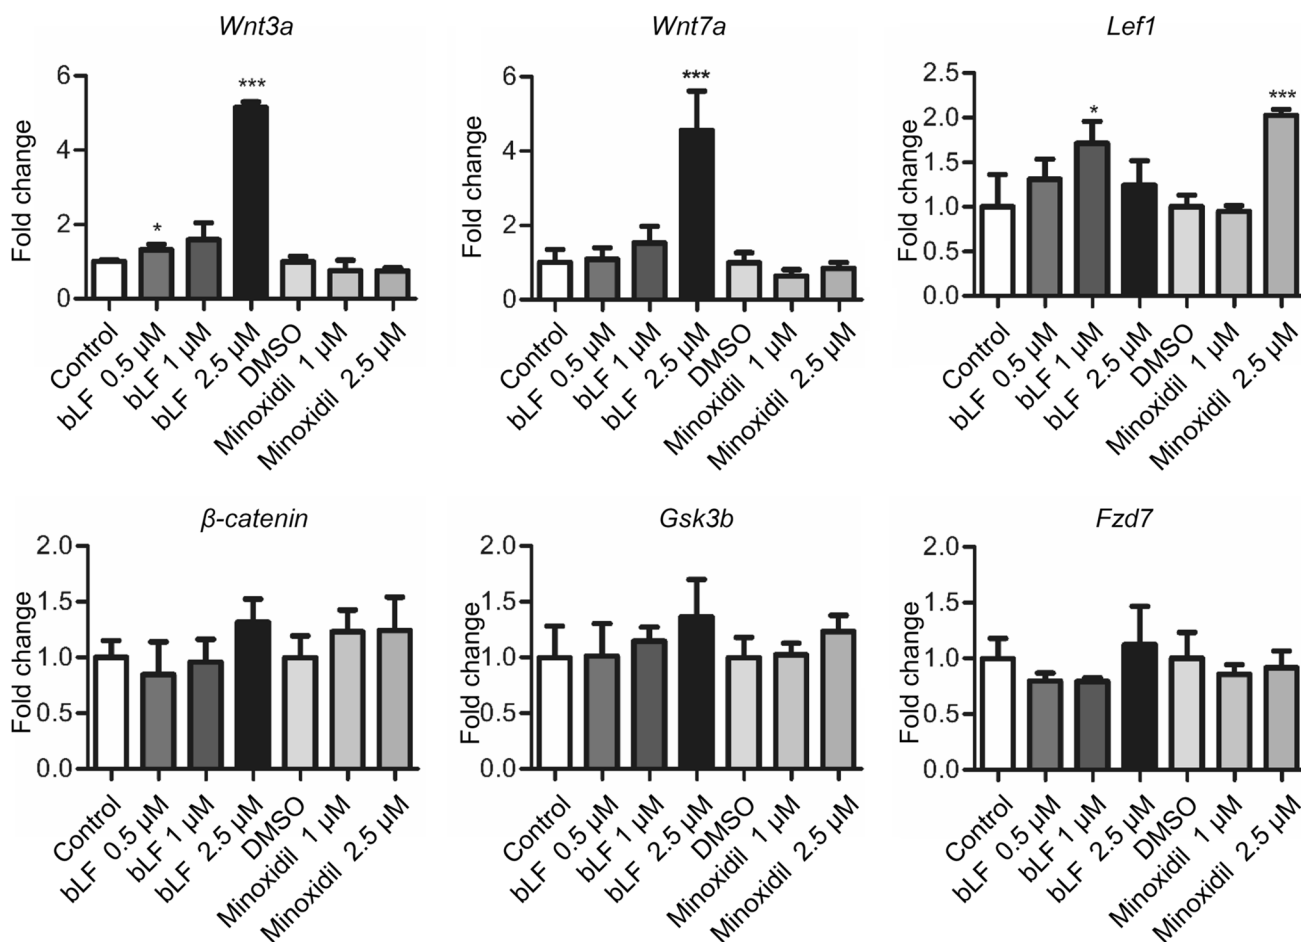 Wnt3a
Fold change
6
4
2
0
*
***
Control
bLF 0.5 µM
bLF 1 µM
bLF 2.5 µM
DMSO
Minoxidil 1 µM
Minoxidil 2.5 µM
Wnt7a
Fold change
6
4
2
0
***
Control
bLF 0.5 µM
bLF 1 µM
bLF 2.5 µM
DMSO
Minoxidil 1 µM
Minoxidil 2.5 µM
Lef1
Fold change
2.5
2.0
1.5
1.0
0.5
0.0
*
***
Control
bLF 0.5 µM
bLF 1 µM
bLF 2.5 µM
DMSO
Minoxidil 1 µM
Minoxidil 2.5 µM
β-catenin
Fold change
2.0
1.5
1.0
0.5
0.0
Control
bLF 0.5 µM
bLF 1 µM
bLF 2.5 µM
DMSO
Minoxidil 1 µM
Minoxidil 2.5 µM
Gsk3b
Fold change
2.0
1.5
1.0
0.5
0.0
Control
bLF 0.5 µM
bLF 1 µM
bLF 2.5 µM
DMSO
Minoxidil 1 µM
Minoxidil 2.5 µM
Fzd7
Fold change
2.0
1.5
1.0
0.5
0.0
Control
bLF 0.5 µM
bLF 1 µM
bLF 2.5 µM
DMSO
Minoxidil 1 µM
Minoxidil 2.5 µM